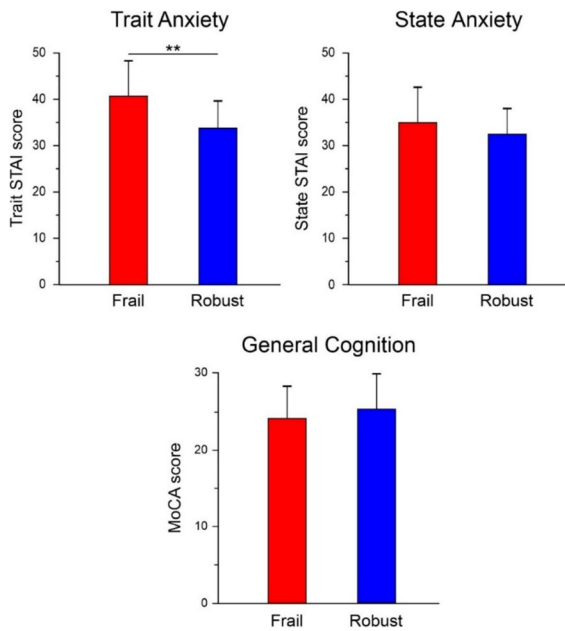 Trait Anxiety
**
50
40
30
20
10
0
Trait STAI score
Frail Robust
State Anxiety
50
40
30
20
10
0
State STAI score
Frail Robust
General Cognition
30
20
10
0
MoCA score
Frail Robust